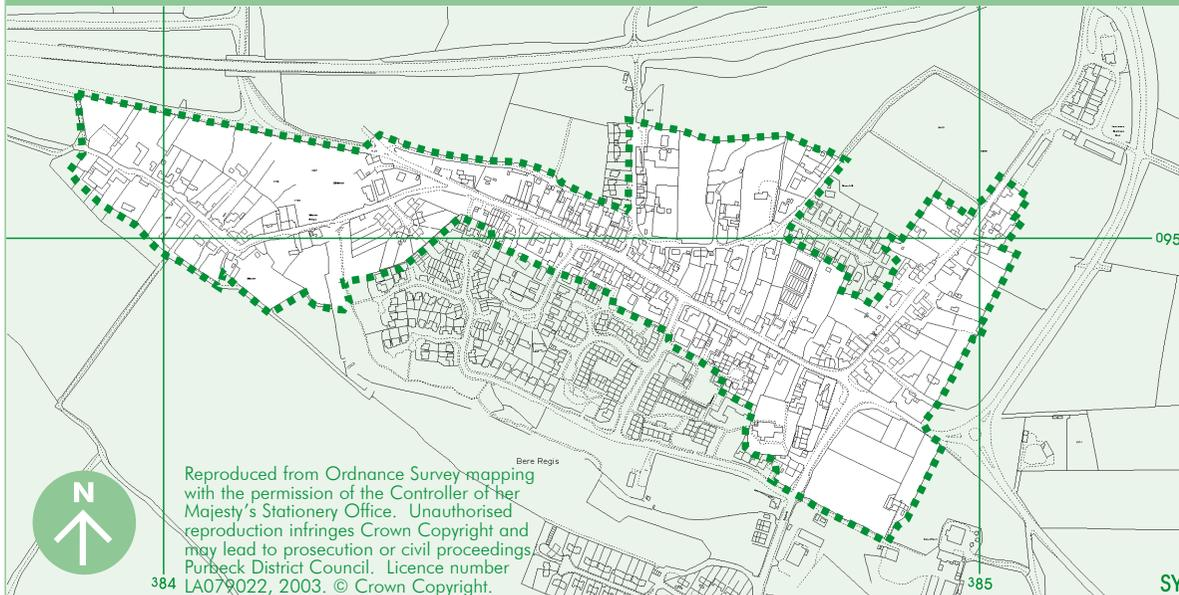 095
Bere Regis
N
Reproduced from Ordnance Survey mapping
with the permission of the Controller of her
Majesty's Stationery Office.  Unauthorised
reproduction infringes Crown Copyright and
may lead to prosecution or civil proceedings.
Purbeck District Council.  Licence number
LA079022, 2003. © Crown Copyright.
384
385
SY